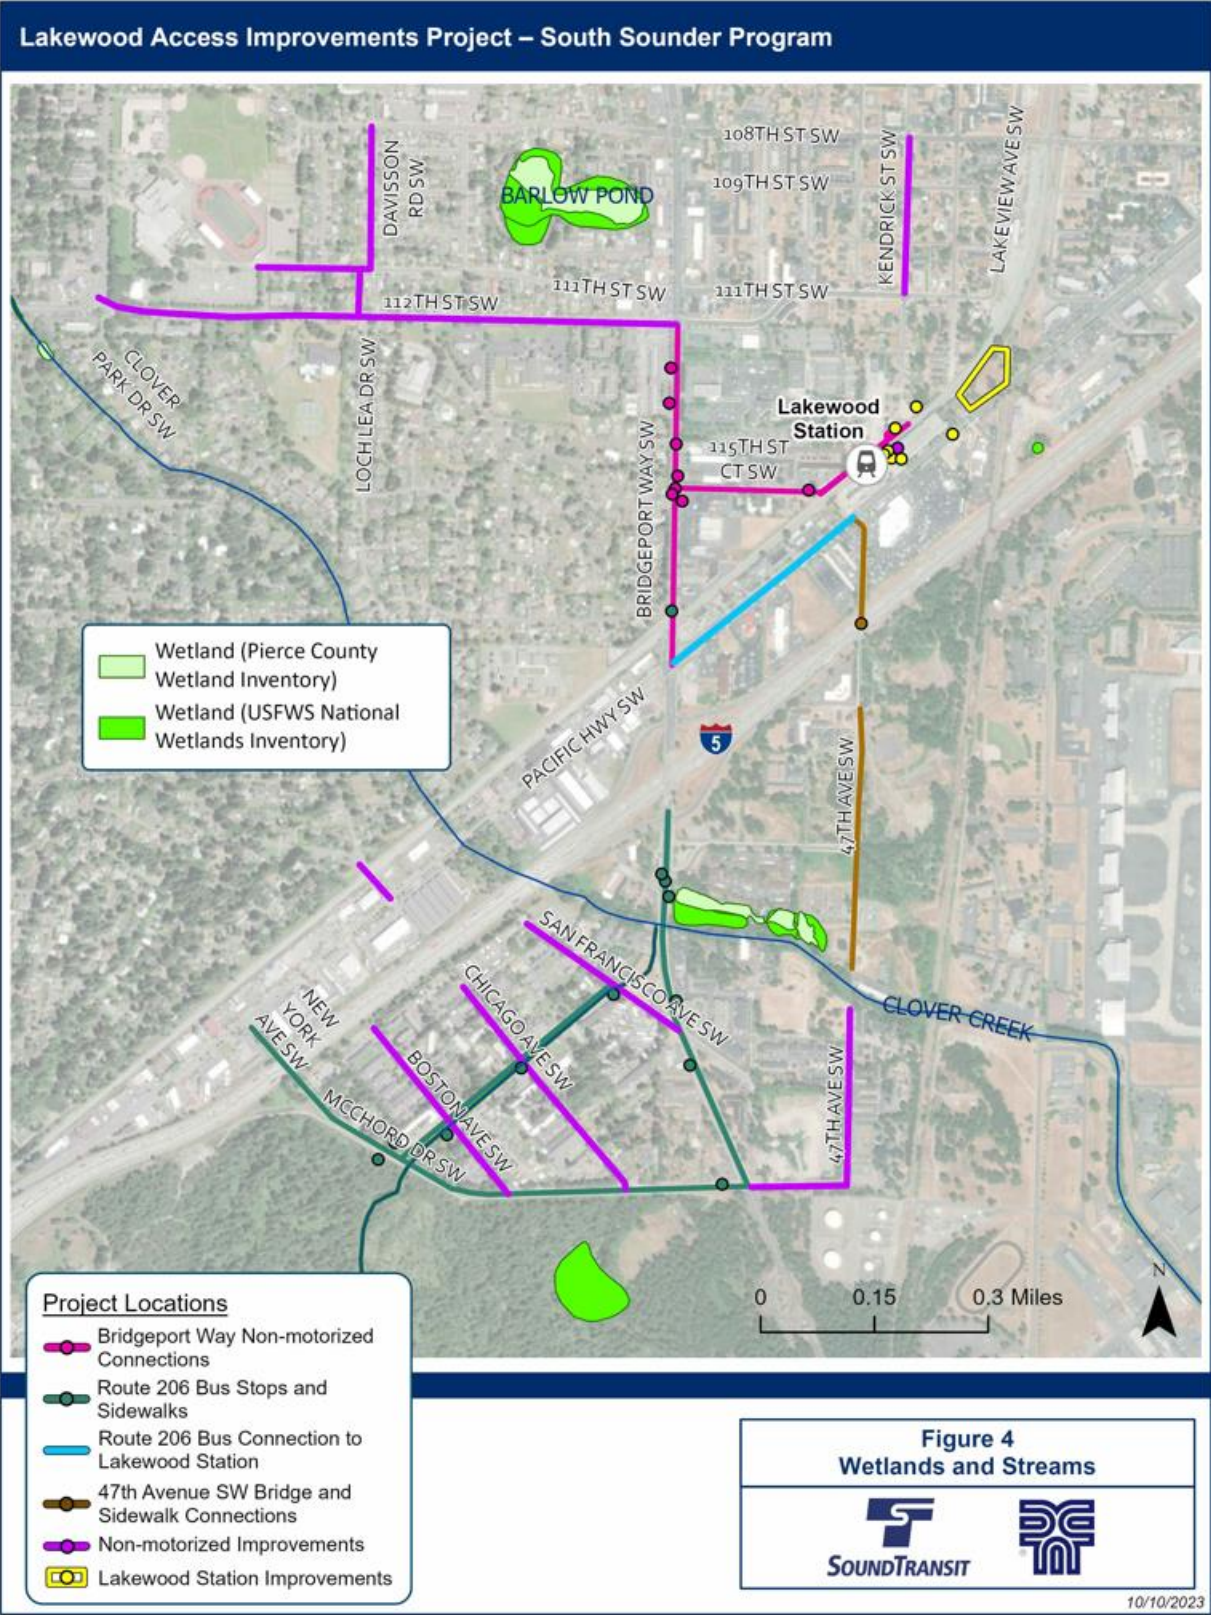 Lakewood Access Improvements Project – South Sounder Program
108TH ST SW
109TH ST SW
KENDRICK ST SW
LAKEVIEW AVE SW
DAVISSON
RD SW
BARLOW POND
111TH ST SW
111TH ST SW
112TH ST SW
CLOVER
PARK DR SW
LOCH LEA DR SW
Lakewood
Station
115TH ST
CT SW
BRIDGEPORT WAY SW
Wetland (Pierce County
Wetland Inventory)
Wetland (USFWS National
Wetlands Inventory)
PACIFIC HWY SW
5
47TH AVE SW
SAN FRANCISCO AVE SW
CHICAGO AVE SW
NEW
YORK
AVE SW
BOSTON AVE SW
MCCHORD DR SW
CLOVER CREEK
47TH AVE SW
N
0 0.15 0.3 Miles
Project Locations
Bridgeport Way Non-motorized
Connections
Route 206 Bus Stops and
Sidewalks
Route 206 Bus Connection to
Lakewood Station
47th Avenue SW Bridge and
Sidewalk Connections
Non-motorized Improvements
Lakewood Station Improvements
Figure 4
Wetlands and Streams
SOUNDTRANSIT
10/10/2023